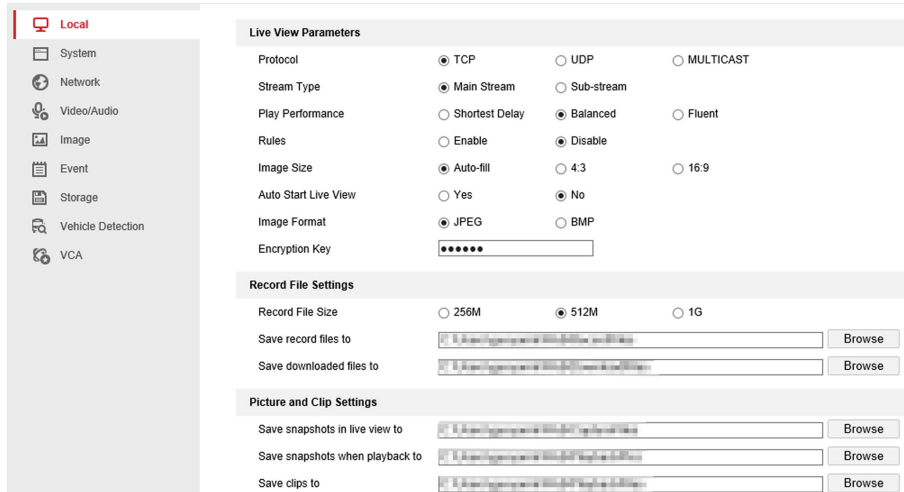 Local
System
Network
Video/Audio
Image
Event
Storage
Vehicle Detection
VCA
Live View Parameters
Protocol TCP UDP MULTICAST
Stream Type Main Stream Sub-stream
Play Performance Shortest Delay Balanced Fluent
Rules Enable Disable
Image Size Auto-fill 4:3 16:9
Auto Start Live View Yes No
Image Format JPEG BMP
Encryption Key
Record File Settings
Record File Size 256M 512M 1G
Save record files to Browse
Save downloaded files to Browse
Picture and Clip Settings
Save snapshots in live view to Browse
Save snapshots when playback to Browse
Save clips to Browse